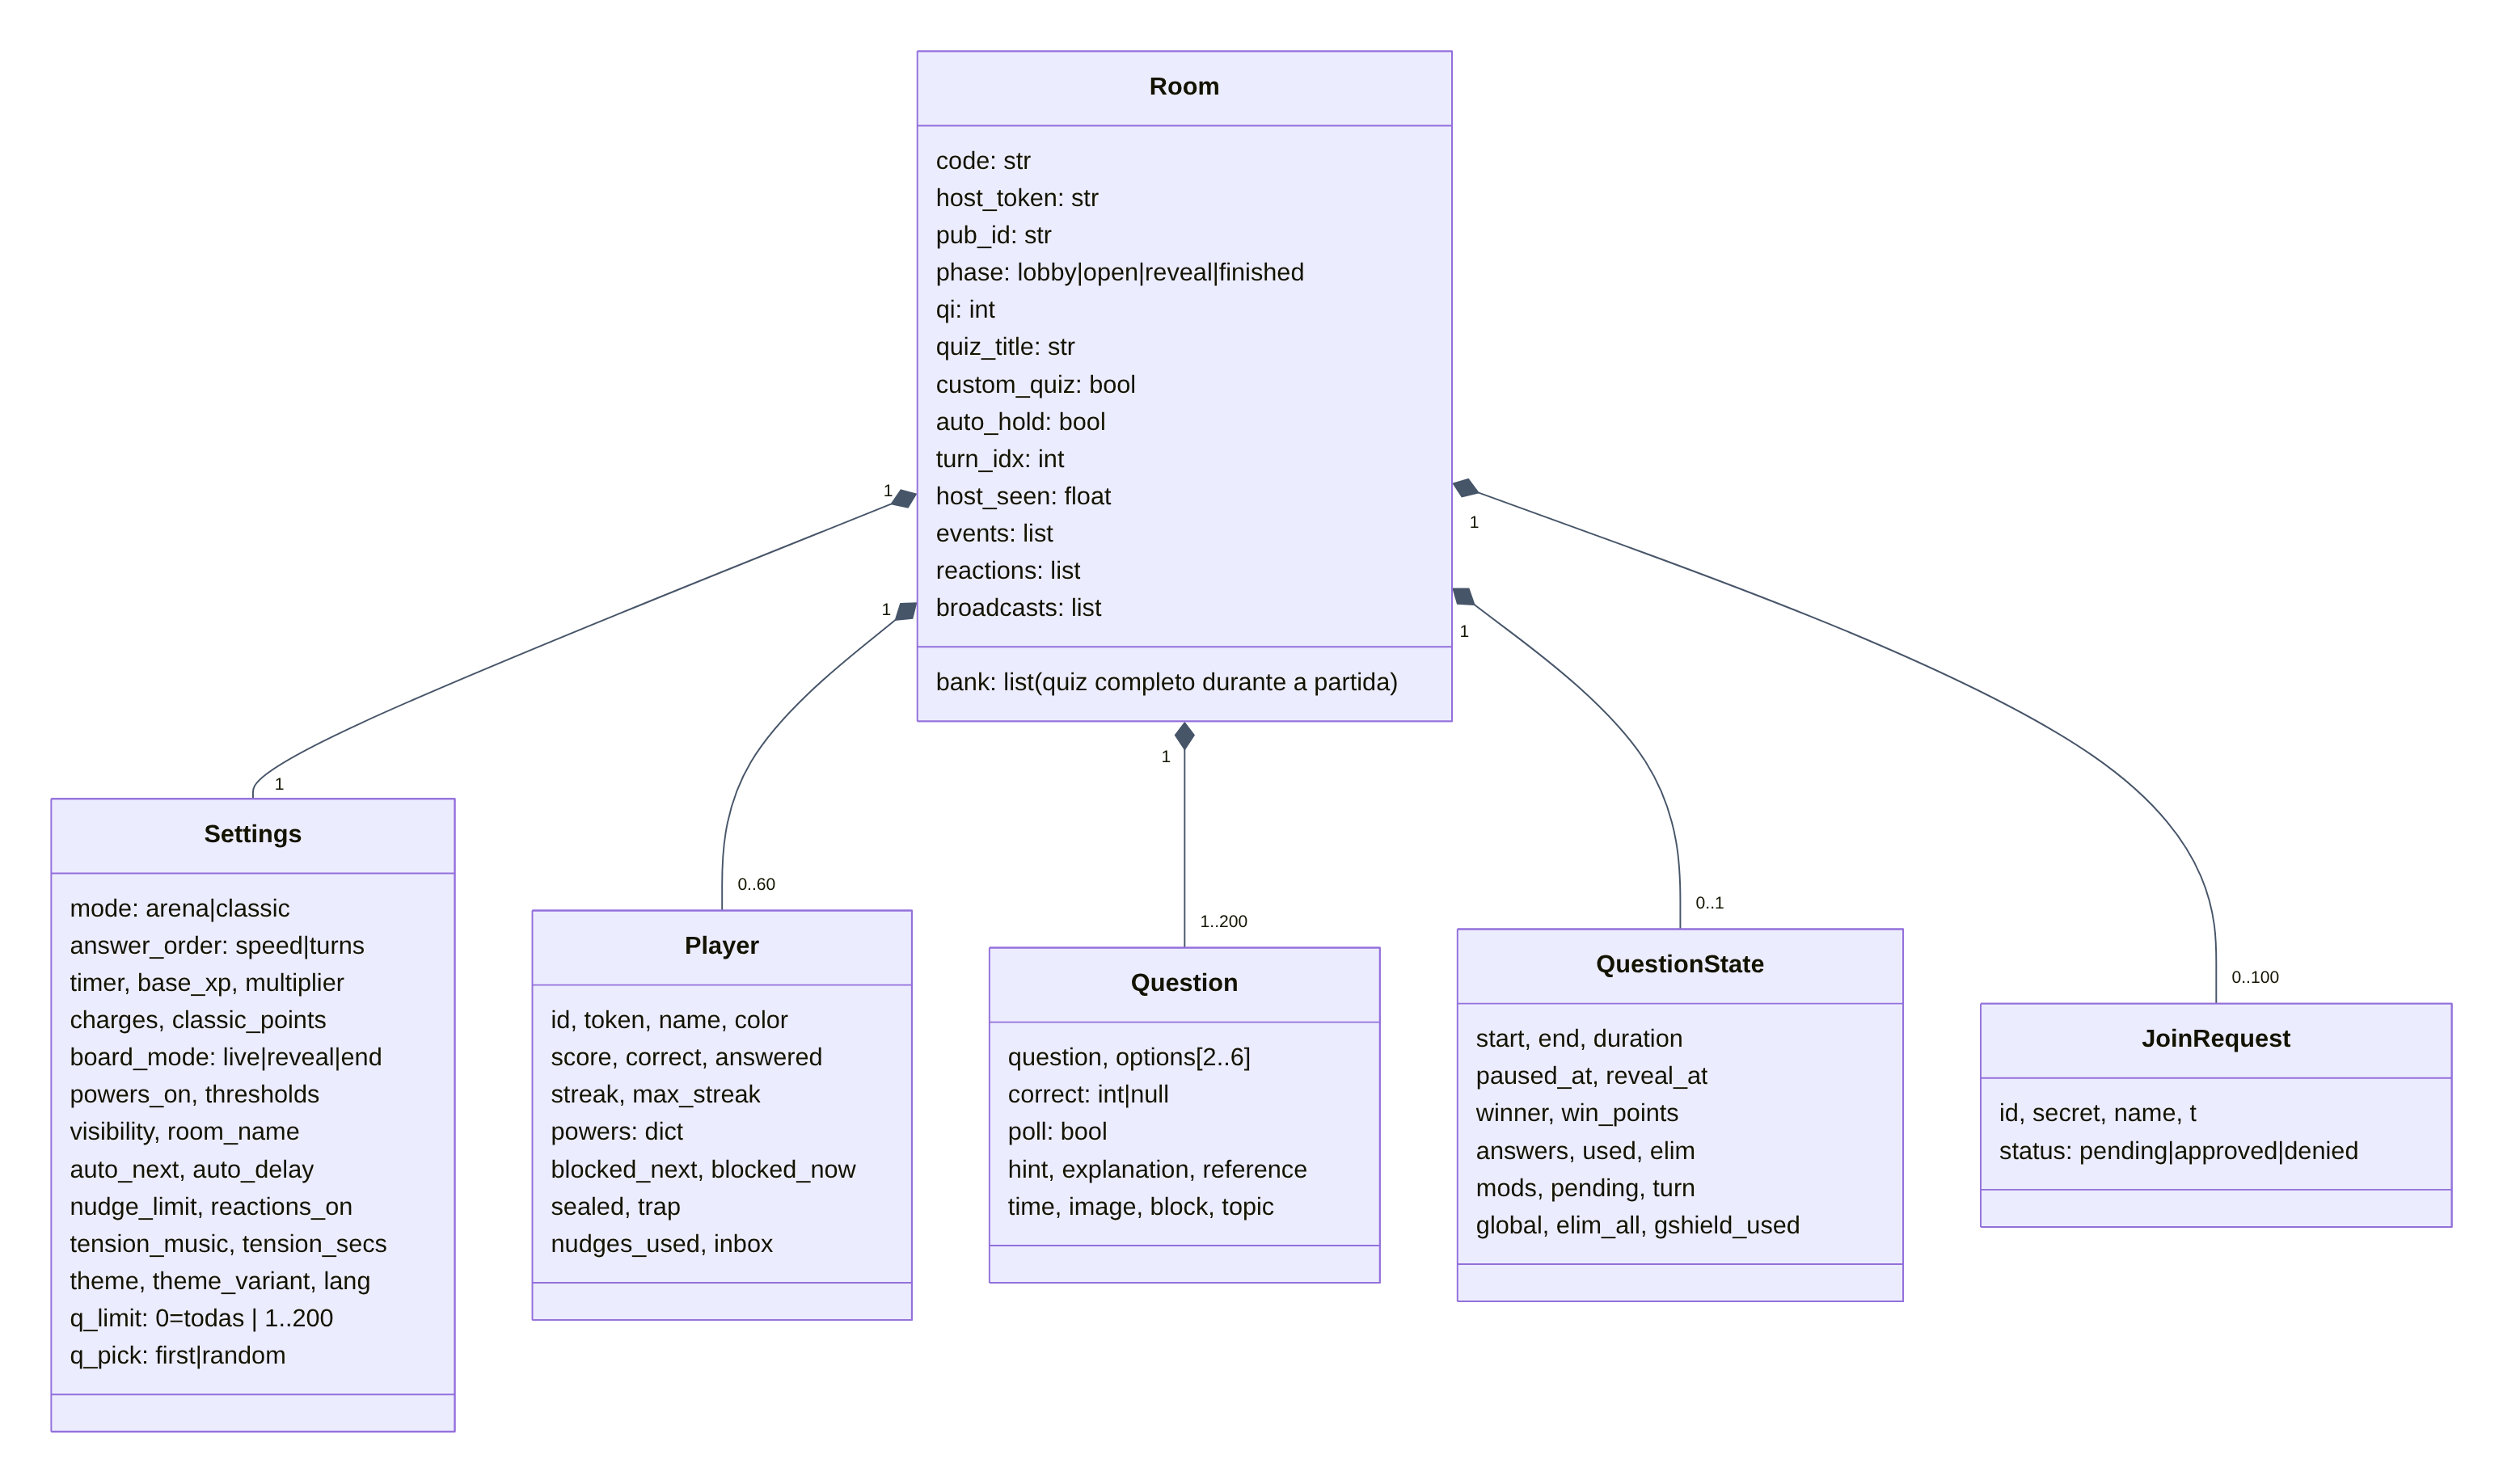 Room
code: str
host_token: str
pub_id: str
phase: lobby|open|reveal|finished
qi: int
quiz_title: str
custom_quiz: bool
auto_hold: bool
turn_idx: int
host_seen: float
events: list
reactions: list
broadcasts: list
bank: list(quiz completo durante a partida)
1
1
1
1
1
1
0..60
1..200
0..1
0..100
Settings
mode: arena|classic
answer_order: speed|turns
timer, base_xp, multiplier
charges, classic_points
board_mode: live|reveal|end
powers_on, thresholds
visibility, room_name
auto_next, auto_delay
nudge_limit, reactions_on
tension_music, tension_secs
theme, theme_variant, lang
q_limit: 0=todas | 1..200
q_pick: first|random
Player
id, token, name, color
score, correct, answered
streak, max_streak
powers: dict
blocked_next, blocked_now
sealed, trap
nudges_used, inbox
Question
question, options[2..6]
correct: int|null
poll: bool
hint, explanation, reference
time, image, block, topic
QuestionState
start, end, duration
paused_at, reveal_at
winner, win_points
answers, used, elim
mods, pending, turn
global, elim_all, gshield_used
JoinRequest
id, secret, name, t
status: pending|approved|denied